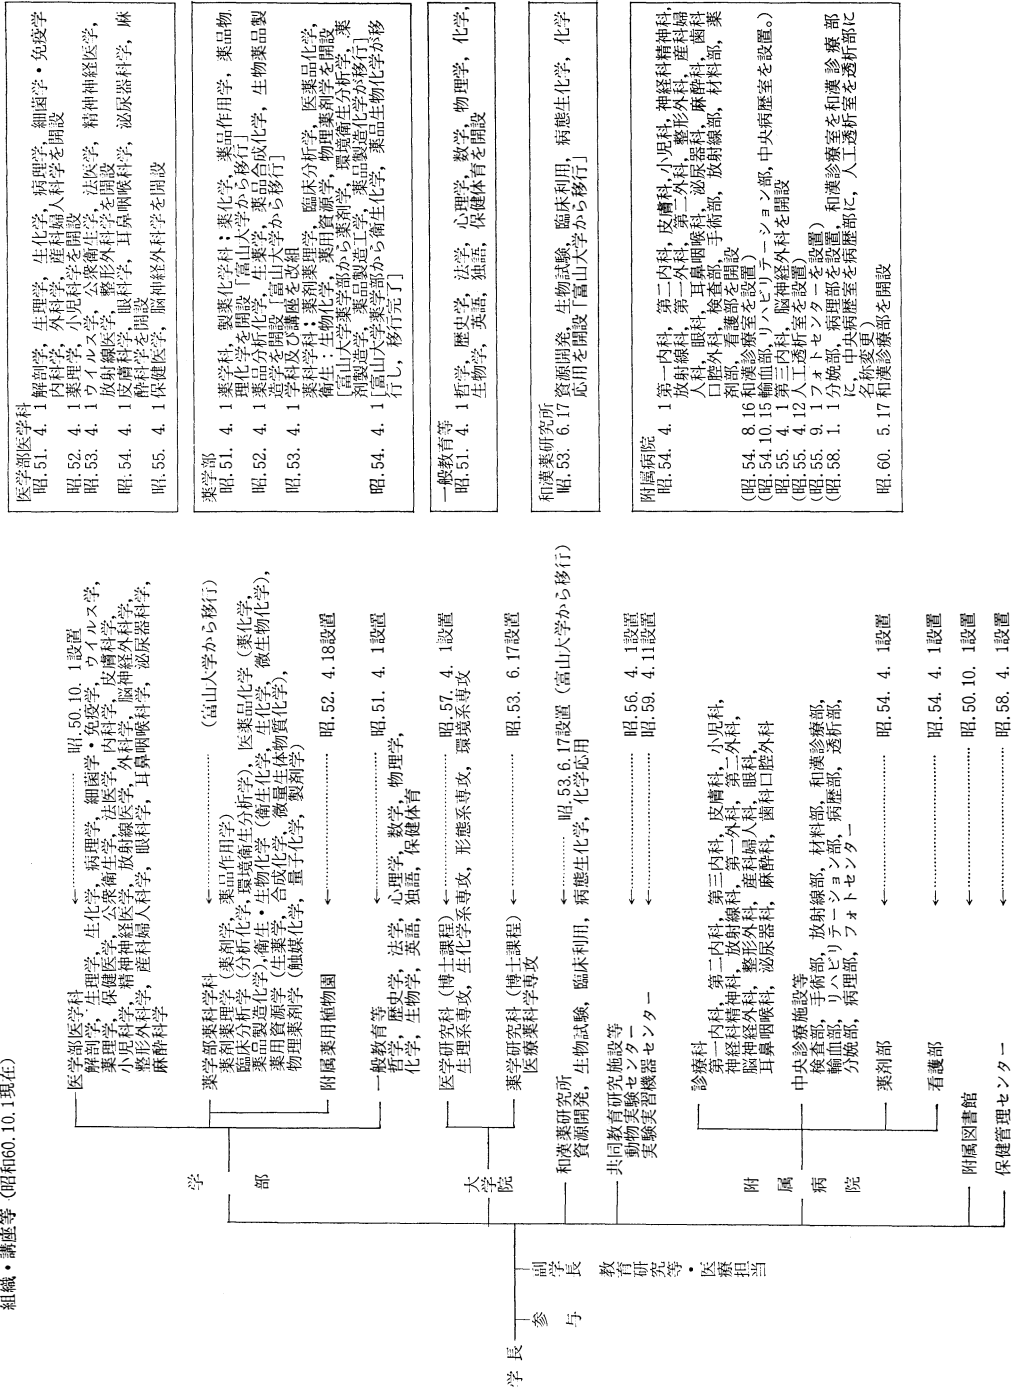 組織・講座等（昭和60.10.1現在）
学長
参与
副学長　教育研究等・医療担当
学部
医学部医学科 ←………… 昭.50.10. 1設置
解剖学，生理学，生化学，病理学，細菌学・免疫学，ウイルス学，
薬理学，保健医学，公衆衛生学，法医学，内科学，皮膚科学，
小児科学，精神神経医学，放射線医学，外科学，脳神経外科学，
整形外科学，産科婦人科学，眼科学，耳鼻咽喉科学，泌尿器科学，
麻酔科学
薬学部薬科学科 ←………… （富山大学から移行）
薬剤薬理学（薬剤学，薬品作用学）
臨床分析学（分析化学，環境衛生分析学），医薬品化学（薬化学，
薬品製造化学），衛生・生物化学（衛生化学，生化学，微生物化学），
薬用資源学（生薬学，合成化学，微量生体物質化学），
物理薬剤学（触媒化学，量子化学，製剤学）
附属薬用植物園 ←………… 昭.52. 4.18設置
一般教育等 ←………… 昭.51. 4. 1設置
哲学，歴史学，法学，心理学，数学，物理学，
化学，生物学，英語，独語，保健体育
大学院
医学研究科（博士課程） ←………… 昭.57. 4. 1設置
生理系専攻，生化学系専攻，形態系専攻，環境系専攻
薬学研究科（博士課程） ←………… 昭.53. 6.17設置
医療薬科学専攻
和漢薬研究所 ←………… 昭.53. 6.17設置（富山大学から移行）
資源開発，生物試験，臨床利用，病態生化学，化学応用
共同教育研究施設等
動物実験センター ←………… 昭.56. 4. 1設置
実験実習機器センター ←………… 昭.59. 4.11設置
附属病院
診療科
第一内科，第二内科，第三内科，皮膚科，小児科，
神経科精神科，放射線科，第一外科，第二外科，
脳神経外科，整形外科，産科婦人科，眼科，
耳鼻咽喉科，泌尿器科，麻酔科，歯科口腔外科
中央診療施設等
検査部，手術部，放射線部，材料部，和漢診療部，
輸血部，リハビリテーション部，病歴部，透析部，
分娩部，病理部，フォトセンター
薬剤部 ←………… 昭.54. 4. 1設置
看護部 ←………… 昭.54. 4. 1設置
附属図書館 ←………… 昭.50.10. 1設置
保健管理センター ←………… 昭.58. 4. 1設置
医学部医学科
昭.51. 4. 1 解剖学，生理学，生化学，病理学，細菌学・免疫学
内科学，外科学，産科婦人科学を開設
昭.52. 4. 1 薬理学，小児科学を開設
昭.53. 4. 1 ウイルス学，公衆衛生学，法医学，精神神経医学，
放射線医学，整形外科学を開設
昭.54. 4. 1 皮膚科学，眼科学，耳鼻咽喉科学，泌尿器科学，麻
酔科学を開設
昭.55. 4. 1 保健医学，脳神経外科学を開設
薬学部
昭.51. 4. 1 薬学科，製薬化学科：薬化学，薬品作用学，薬品物
理化学を開設「富山大学から移行」
昭.52. 4. 1 薬品分析化学，生薬学，薬品合成化学，生物薬品製
造学を開設［富山大学から移行］
昭.53. 4. 1 学科及び講座を改組
薬科学科：薬剤薬理学，臨床分析学，医薬品化学，
衛生：生物化学，薬用資源学，物理薬剤学を開設
［富山大学薬学部から薬剤学，環境衛生分析学，薬
剤製造学，薬品製造工学，薬品製造化学が移行］
昭.54. 4. 1 ［富山大学薬学部から衛生化学，薬品生物化学が移
行し，移行完了］
一般教育等
昭.51. 4. 1 哲学，歴史学，法学，心理学，数学，物理学，化学，
生物学，英語，独語，保健体育を開設
和漢薬研究所
昭.53. 6.17 資源開発，生物試験，臨床利用，病態生化学，化学
応用を開設「富山大学から移行」
附属病院
昭.54. 4. 1 第一内科，第二内科，皮膚科，小児科，神経科精神科，
放射線科，第一外科，第二外科，整形外科，産科婦
人科，眼科，耳鼻咽喉科，泌尿器科，麻酔科，歯科
口腔外科，検査部，手術部，放射線部，材料部，薬
剤部，看護部を開設
（昭.54. 8.16 和漢診療室を設置）
（昭.54.10.15 輸血部，リハビリテーション部，中央病歴室を設置。）
昭.55. 4. 1 第三内科，脳神経外科を開設
（昭.55. 4.12 人工透析室を設置）
（昭.55. 9. 1 フォトセンターを設置）
（昭.58. 1. 1 分娩部，病理部を設置，和漢診療室を和漢診療部
に，中央病歴室を病歴部に，人工透析室を透析部に
名称変更）
昭.60. 5.17 和漢診療部を開設